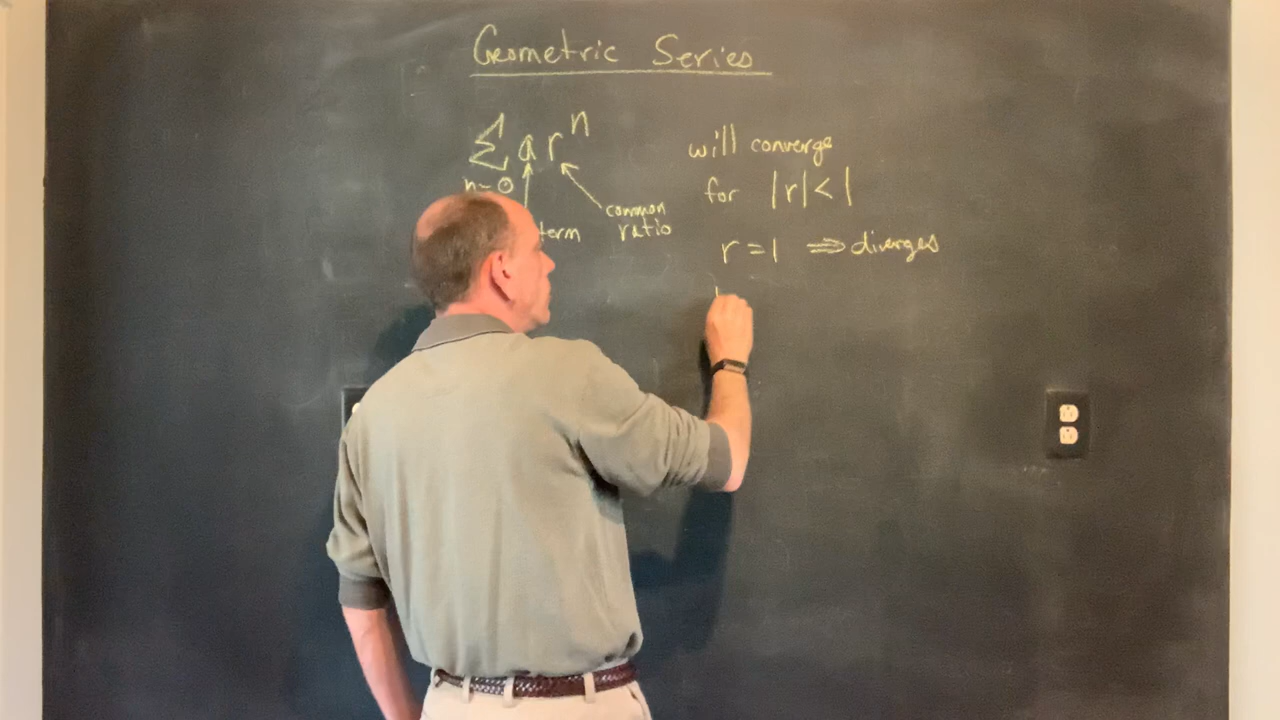 Geometric Series
∑ a r^n will converge
n=0 for |r|<1
term common ratio
r=1 ⇒ diverges